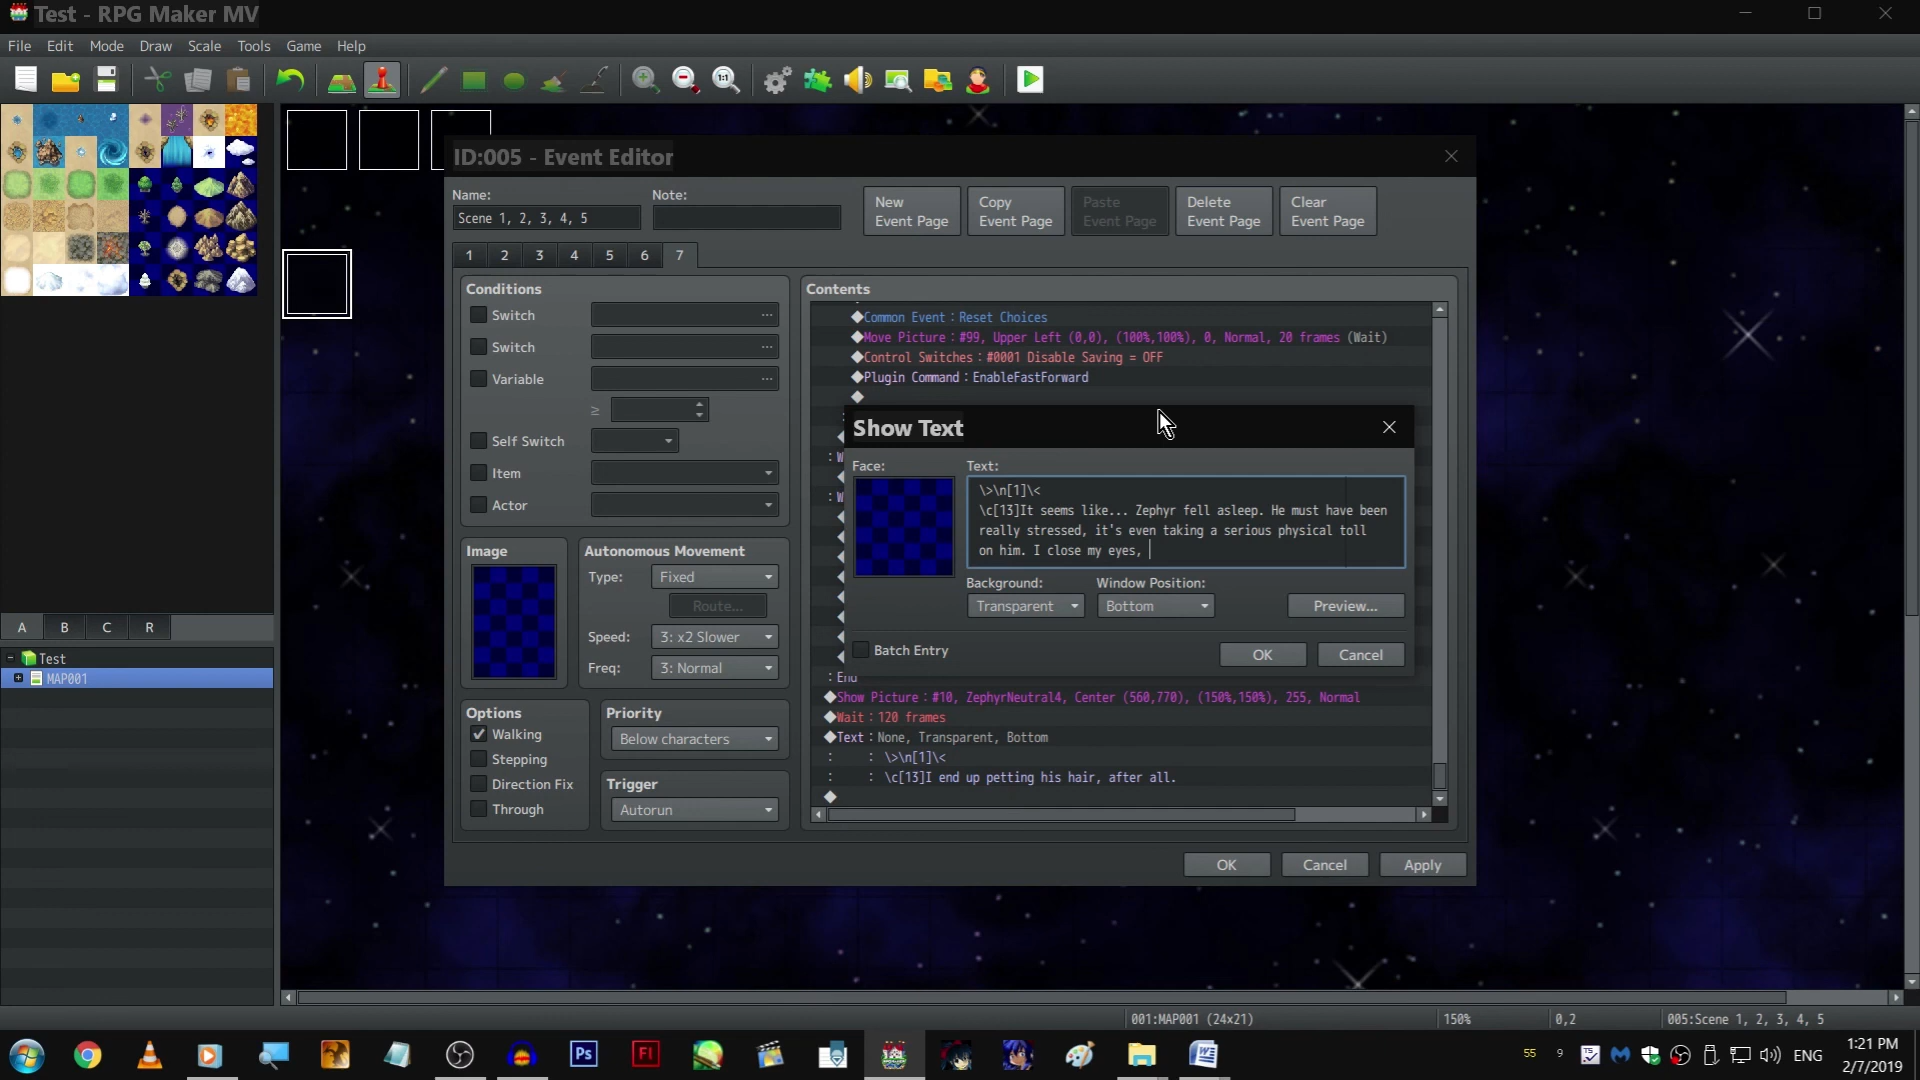 Test - RPG Maker MV
File Edit Mode Draw Scale Tools Game Help
1:1
ID:005 - Event Editor
Name: Note:
Scene 1, 2, 3, 4, 5
New Event Page
Copy Event Page
Paste Event Page
Delete Event Page
Clear Event Page
1 2 3 4 5 6 7
Conditions
Switch ...
Switch ...
Variable ...
≥
Self Switch
Item
Actor
Image
Autonomous Movement
Type: Fixed
Route...
Speed: 3: x2 Slower
Freq: 3: Normal
Options
Walking
Stepping
Direction Fix
Through
Priority
Below characters
Trigger
Autorun
Contents
◆Common Event : Reset Choices
◆Move Picture : #99, Upper Left (0,0), (100%,100%), 0, Normal, 20 frames (Wait)
◆Control Switches : #0001 Disable Saving = OFF
◆Plugin Command : EnableFastForward
◆
Show Text
Face: Text:
\>\n[1]\<
\c[13]It seems like... Zephyr fell asleep. He must have been
really stressed, it's even taking a serious physical toll
on him. I close my eyes,
Background: Window Position:
Transparent Bottom Preview...
Batch Entry OK Cancel
: End
◆Show Picture : #10, ZephyrNeutral4, Center (560,770), (150%,150%), 255, Normal
◆Wait : 120 frames
◆Text : None, Transparent, Bottom
: : \>\n[1]\<
: : \c[13]I end up petting his hair, after all.
◆
OK Cancel Apply
A B C R
Test
MAP001
001:MAP001 (24x21) 150% 0,2 005:Scene 1, 2, 3, 4, 5
Ps Fl W
55 9 ENG
1:21 PM
2/7/2019